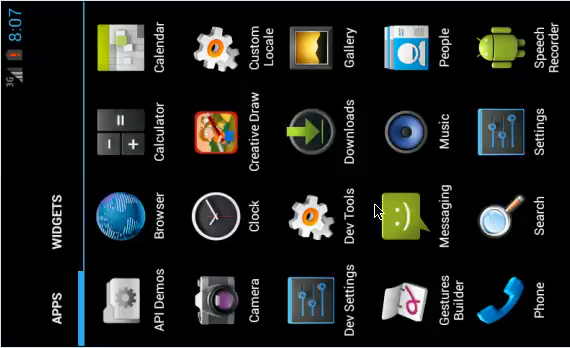 3G 8:07
APPS WIDGETS
API Demos Browser Calculator Calendar
Camera Clock Creative Draw Custom
Locale
Dev Settings Dev Tools Downloads Gallery
Gestures
Builder Messaging Music People
Phone Search Settings Speech
Recorder